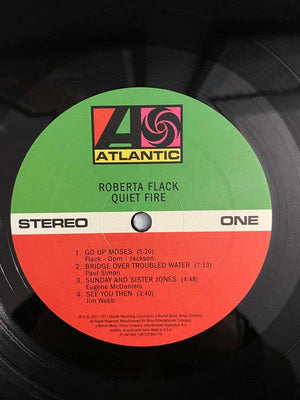 ATLANTIC
ROBERTA FLACK
QUIET FIRE
STEREO ONE
1. GO UP MOSES (5:20)
Flack - Dorn - Jackson
2. BRIDGE OVER TROUBLED WATER (7:13)
Paul Simon
3. SUNDAY AND SISTER JONES (4:48)
Eugene McDaniels
4. SEE YOU THEN (3:40)
Jim Webb